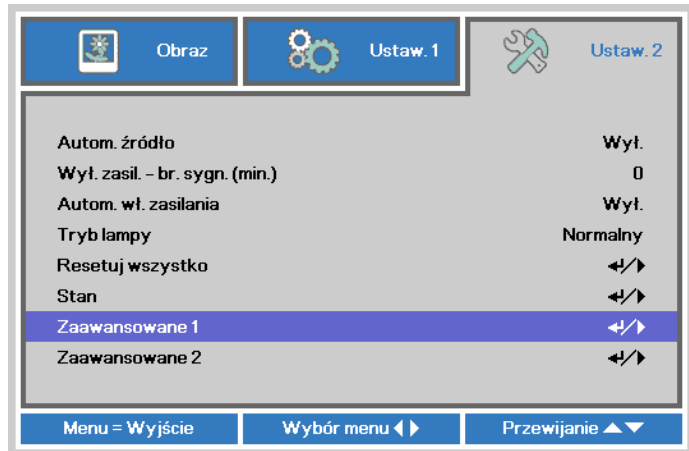 Obraz
Ustaw. 1
Ustaw. 2
Autom. źródło Wył.
Wył. zasil. – br. sygn. (min.) 0
Autom. wł. zasilania Wył.
Tryb lampy Normalny
Resetuj wszystko
Stan
Zaawansowane 1
Zaawansowane 2
Menu = Wyjście
Wybór menu
Przewijanie